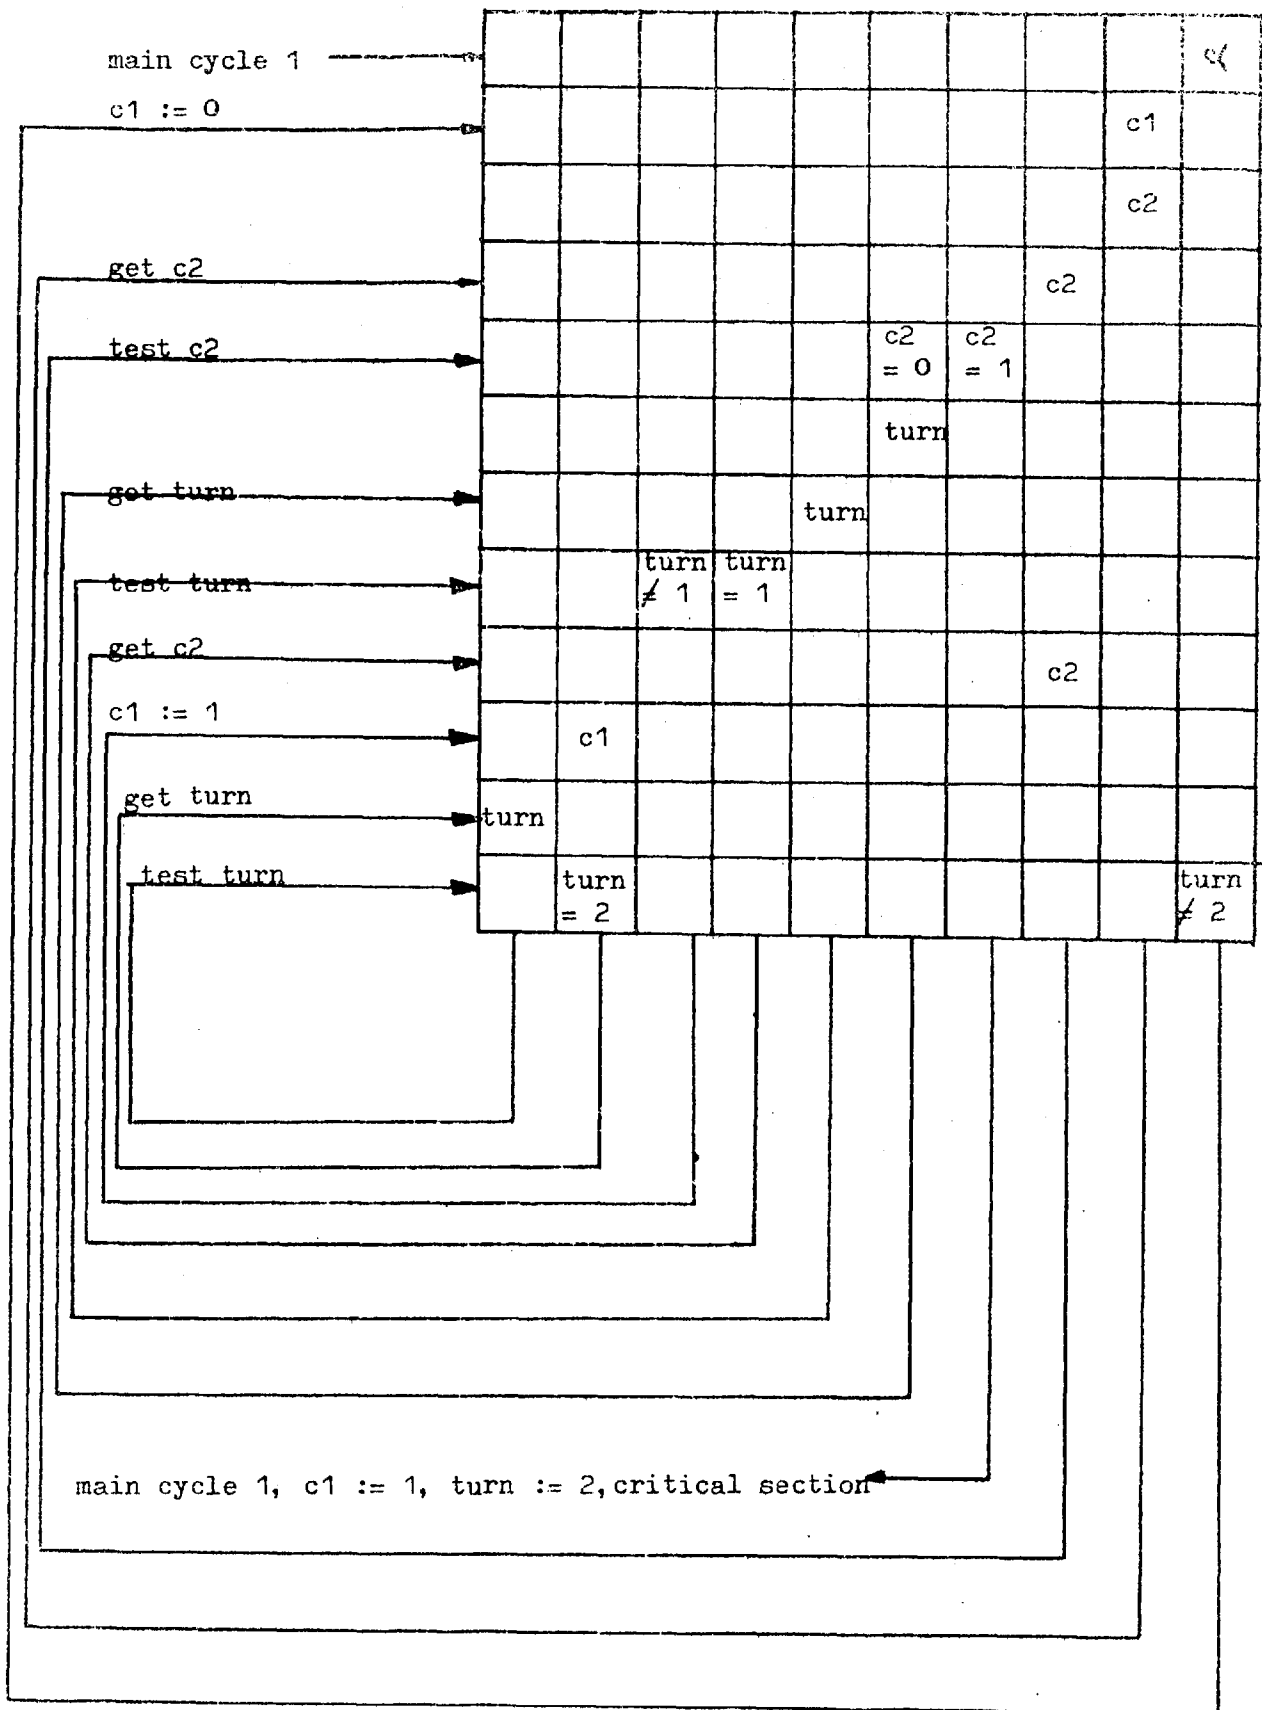 main cycle 1
c1 := 0
c1
c2
get c2
c2
test c2
c2
= 0
c2
= 1
turn
get turn
turn
test turn
turn
≠ 1
turn
= 1
get c2
c2
c1 := 1
c1
get turn
turn
test turn
turn
= 2
turn
≠ 2
main cycle 1, c1 := 1, turn := 2, critical section